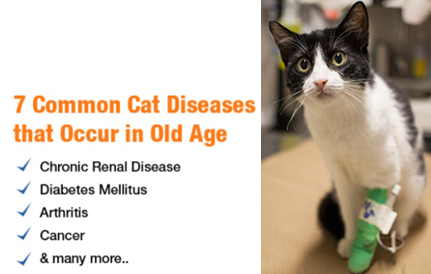 7 Common Cat Diseases
that Occur in Old Age
Chronic Renal Disease
Diabetes Mellitus
Arthritis
Cancer
& many more..